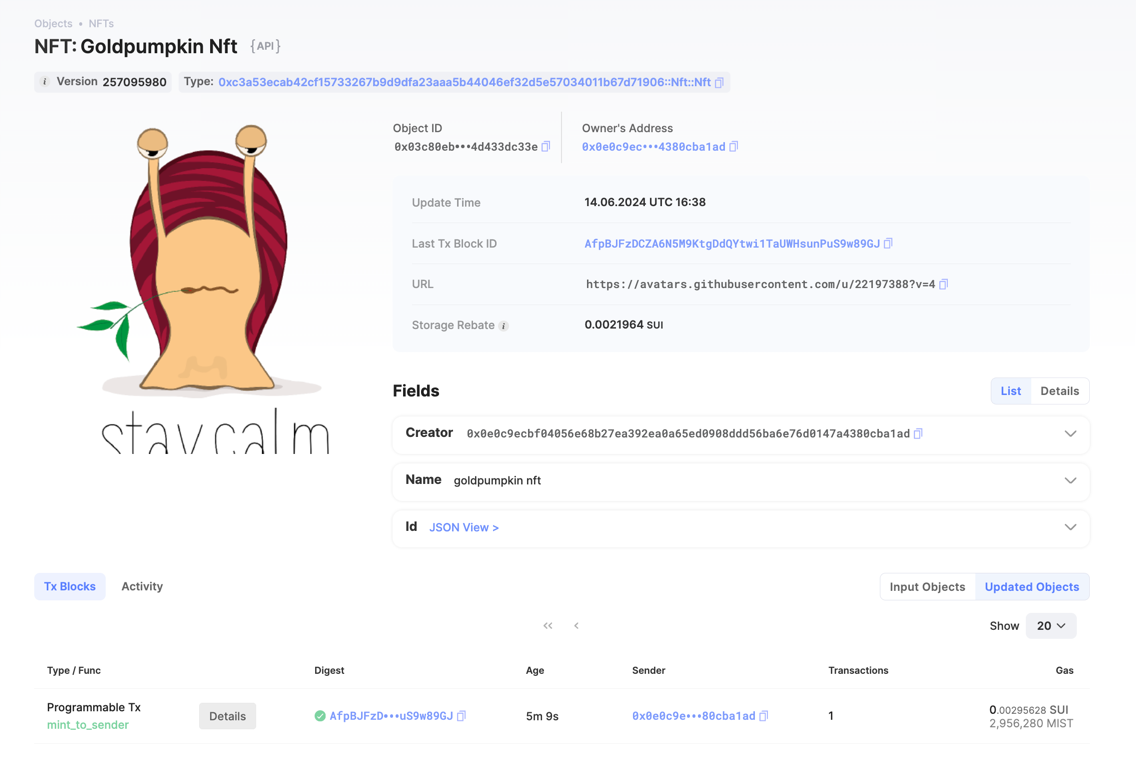 Objects • NFTs
NFT: Goldpumpkin Nft {API}
i Version 257095980 Type: 0xc3a53ecab42cf15733267b9d9dfa23aaa5b44046ef32d5e57034011b67d71906::Nft::Nft
Object ID
0x03c80eb•••4d433dc33e
Owner's Address
0x0e0c9ec•••4380cba1ad
Update Time 14.06.2024 UTC 16:38
Last Tx Block ID AfpBJFzDCZA6N5M9KtgDdQYtwi1TaUWHsunPuS9w89GJ
URL https://avatars.githubusercontent.com/u/22197388?v=4
Storage Rebate i 0.0021964 SUI
stay calm
Fields List Details
Creator 0x0e0c9ecbf04056e68b27ea392ea0a65ed0908ddd56ba6e76d0147a4380cba1ad
Name goldpumpkin nft
Id JSON View >
Tx Blocks Activity Input Objects Updated Objects
Show 20
Type / Func Digest Age Sender Transactions Gas
Programmable Tx
mint_to_sender
Details AfpBJFzD•••uS9w89GJ 5m 9s 0x0e0c9e•••80cba1ad 1
0.00295628 SUI
2,956,280 MIST